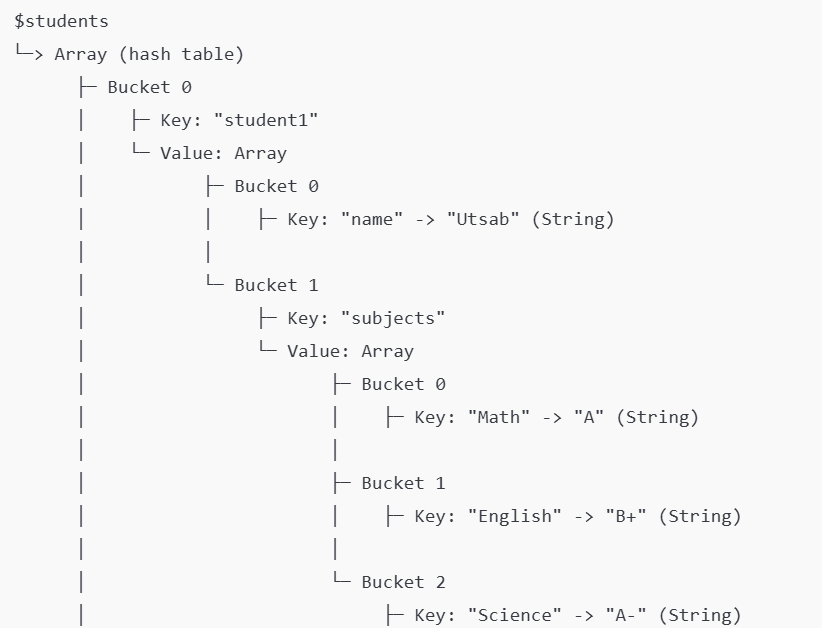 $students
└─> Array (hash table)
      ├─ Bucket 0
      │    ├─ Key: "student1"
      │    └─ Value: Array
      │           ├─ Bucket 0
      │           │    ├─ Key: "name" -> "Utsab" (String)
      │           │
      │           └─ Bucket 1
      │                ├─ Key: "subjects"
      │                └─ Value: Array
      │                       ├─ Bucket 0
      │                       │    ├─ Key: "Math" -> "A" (String)
      │                       │
      │                       ├─ Bucket 1
      │                       │    ├─ Key: "English" -> "B+" (String)
      │                       │
      │                       └─ Bucket 2
      │                            ├─ Key: "Science" -> "A-" (String)